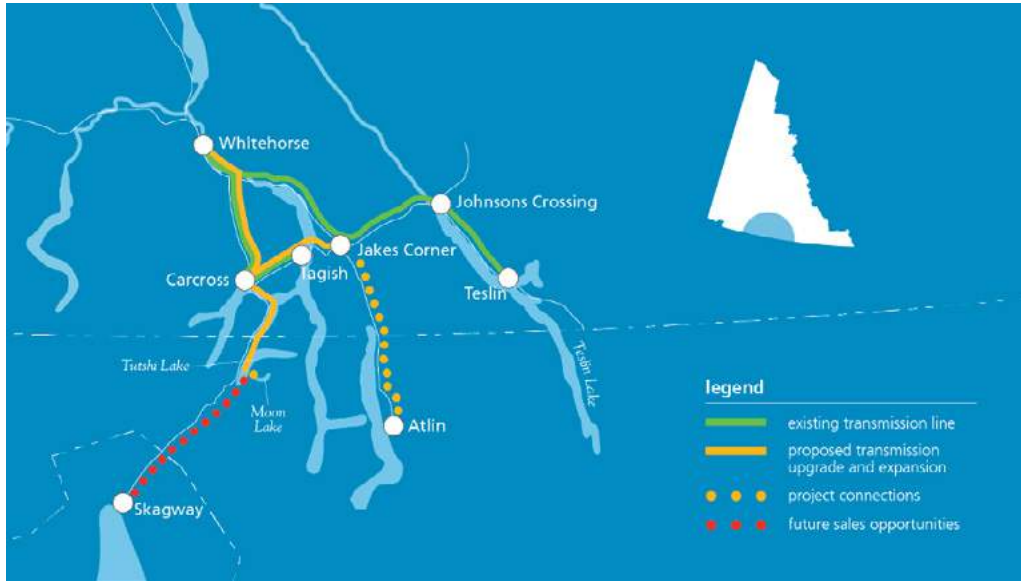 Whitehorse
Johnsons Crossing
Jakes Corner
Tagish
Carcross
Teslin
Tutshi Lake
Teslin Lake
Moon
Lake
Atlin
Skagway
legend
existing transmission line
proposed transmission
upgrade and expansion
project connections
future sales opportunities